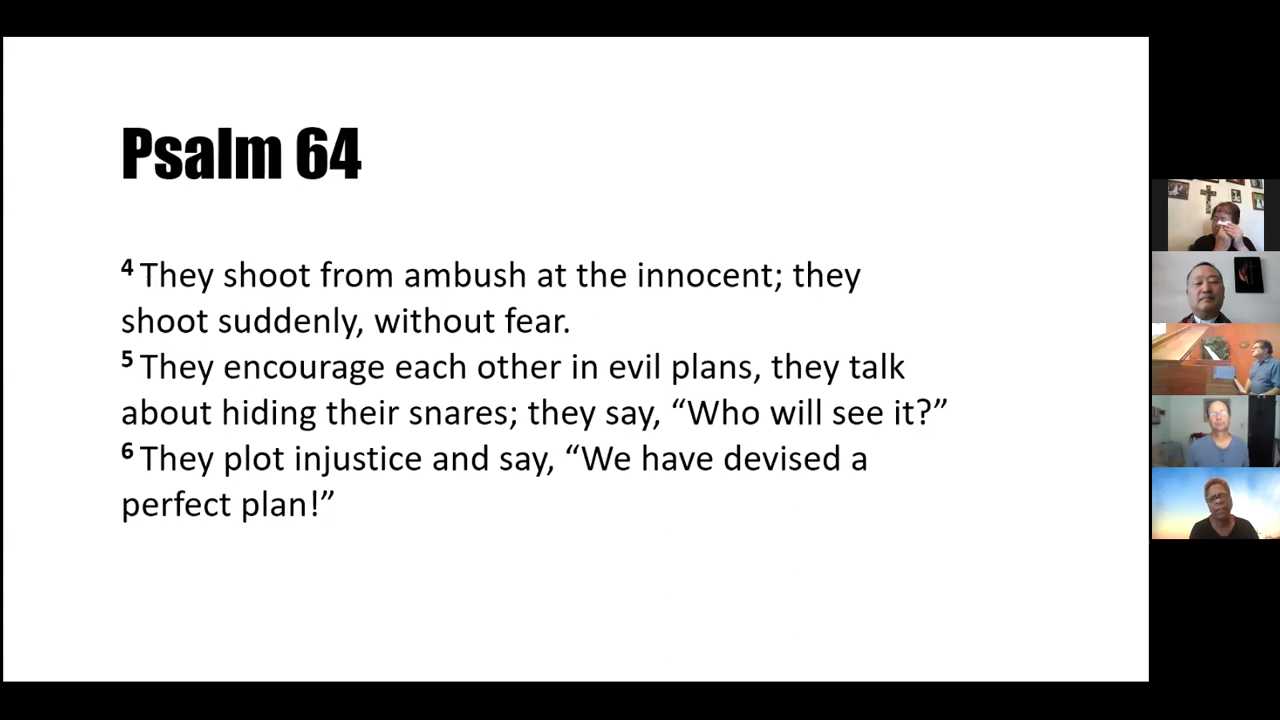 Psalm 64
4 They shoot from ambush at the innocent; they
shoot suddenly, without fear.
5 They encourage each other in evil plans, they talk
about hiding their snares; they say, “Who will see it?”
6 They plot injustice and say, “We have devised a
perfect plan!”